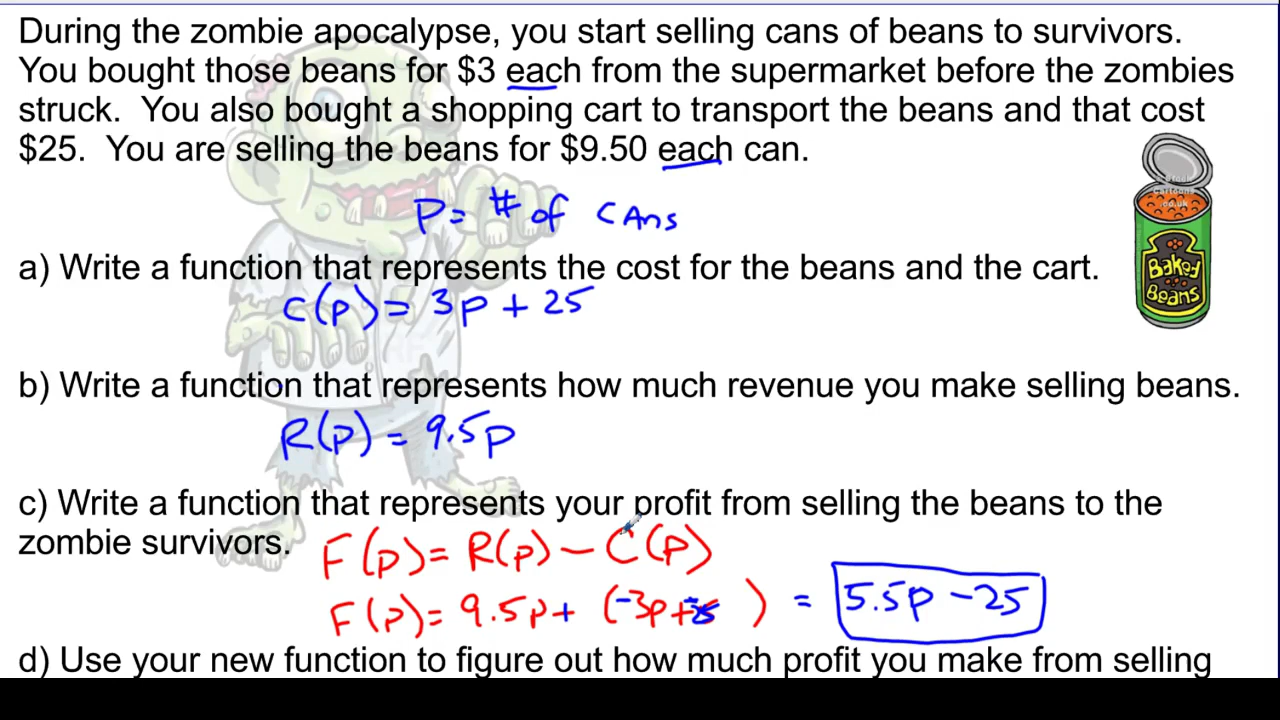 During the zombie apocalypse, you start selling cans of beans to survivors.
You bought those beans for $3 each from the supermarket before the zombies
struck. You also bought a shopping cart to transport the beans and that cost
$25. You are selling the beans for $9.50 each can.
P = # of cAns
a) Write a function that represents the cost for the beans and the cart.
C(p) = 3p + 25
Baked
Beans
b) Write a function that represents how much revenue you make selling beans.
R(p) = 9.5p
c) Write a function that represents your profit from selling the beans to the
zombie survivors.
F(p) = R(p) - C(p)
F(p) = 9.5p + (-3p + ) = 5.5p - 25
d) Use your new function to figure out how much profit you make from selling